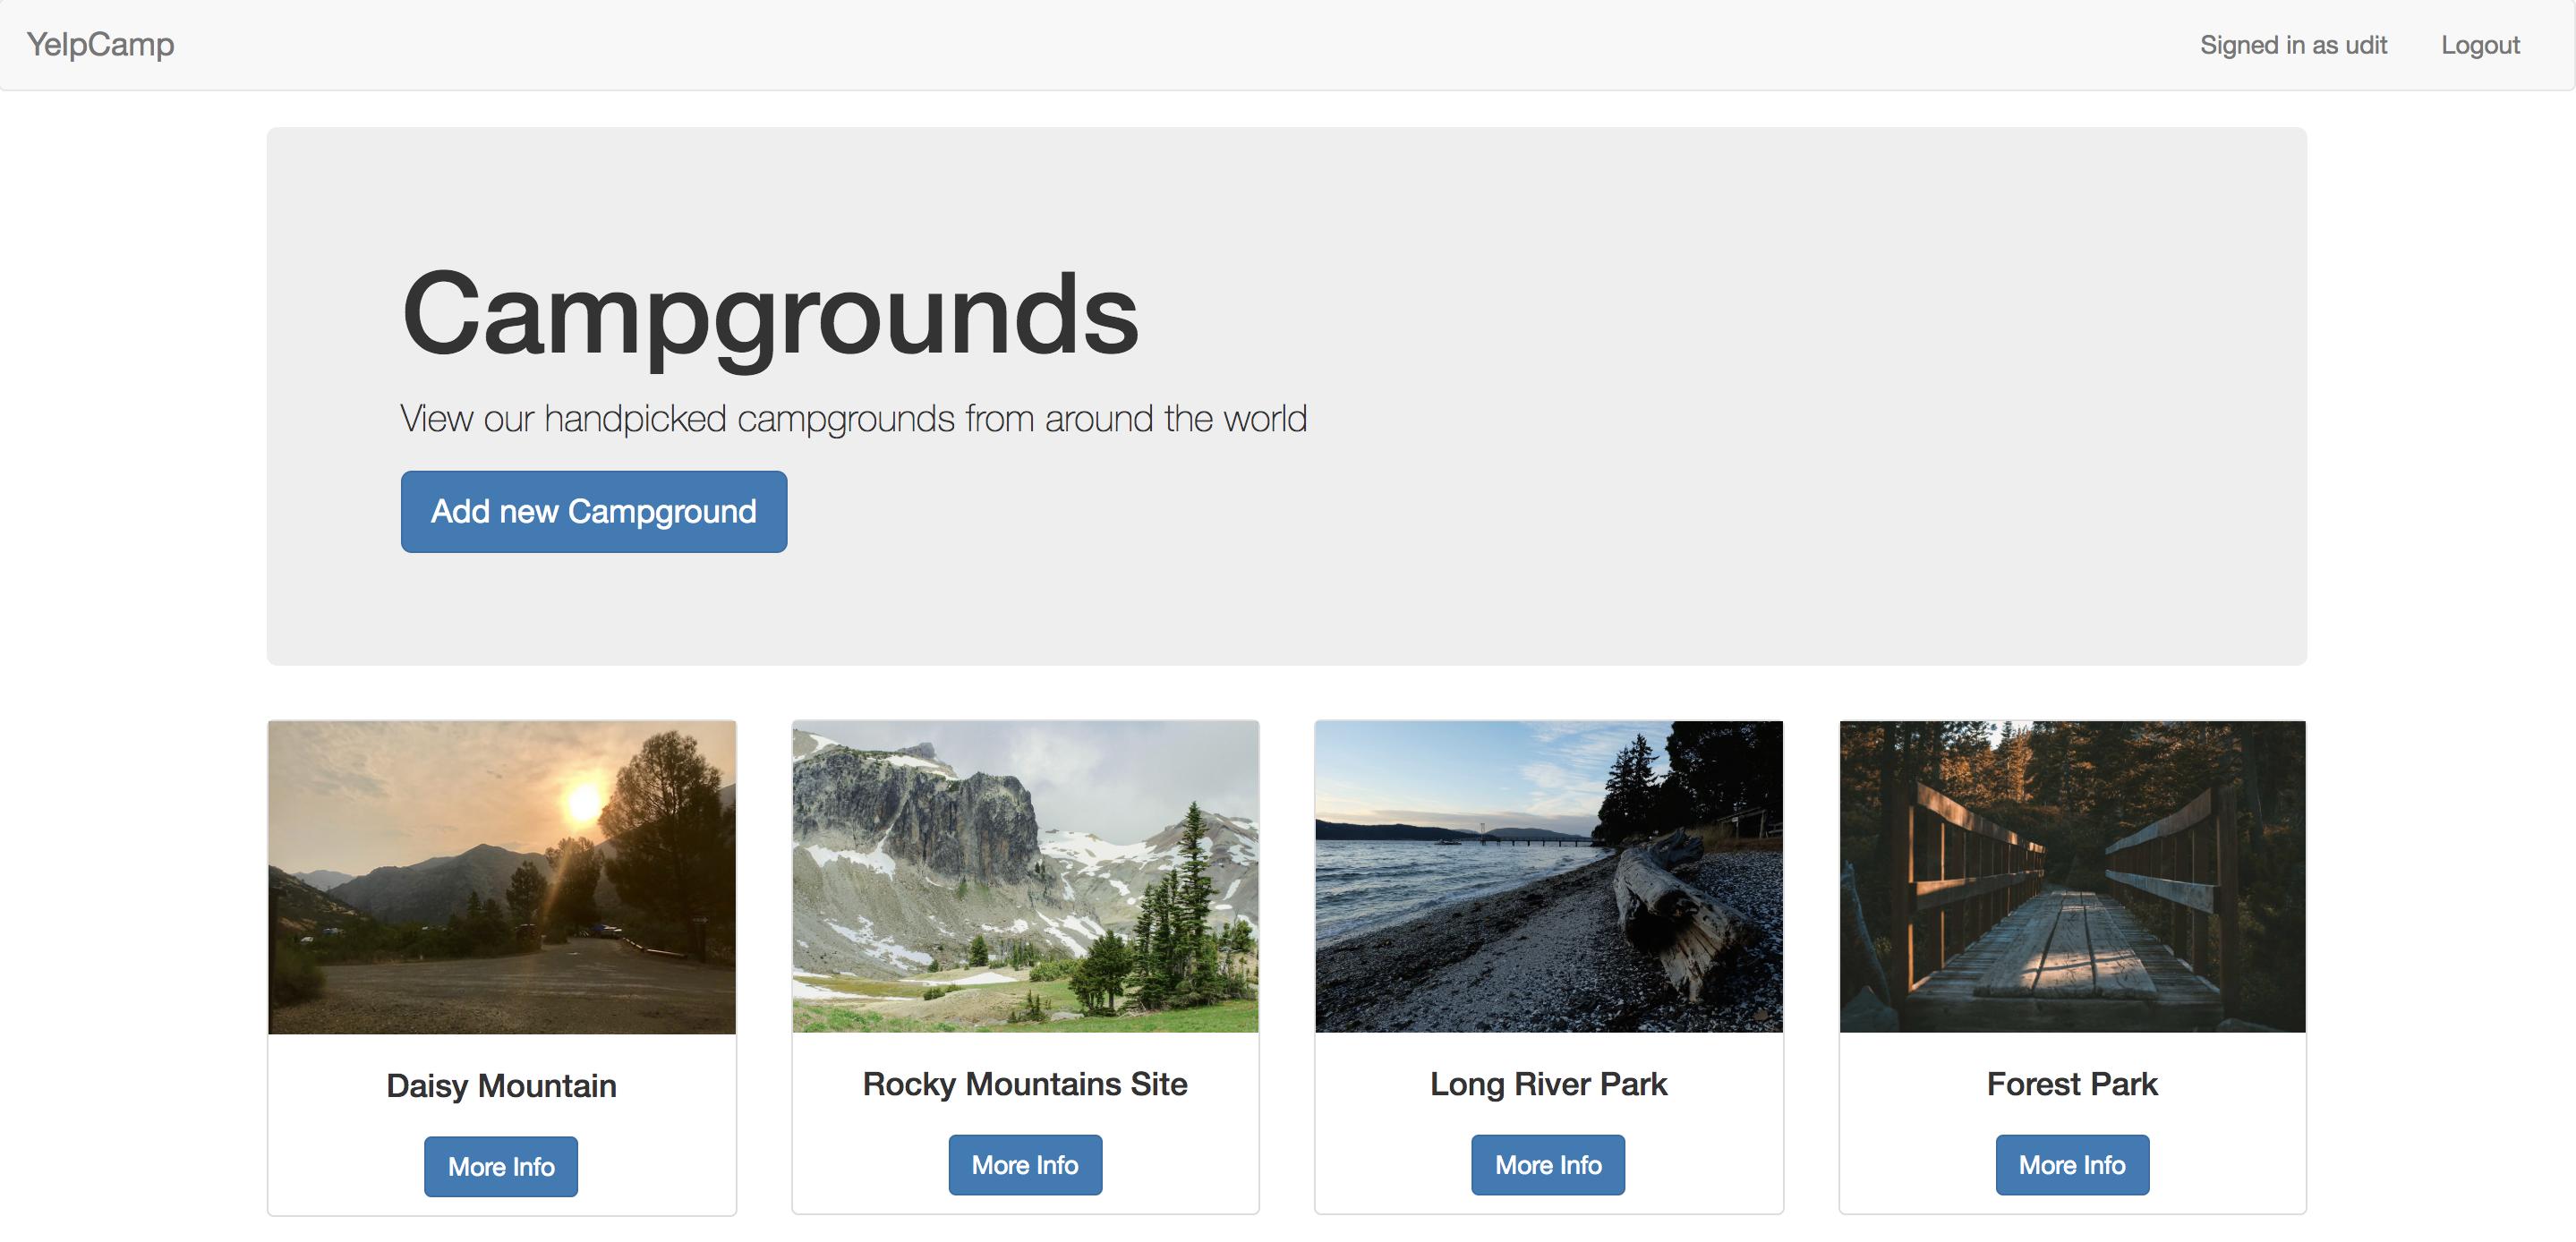 YelpCamp
Signed in as udit
Logout
Campgrounds
View our handpicked campgrounds from around the world
Add new Campground
Daisy Mountain
More Info
Rocky Mountains Site
More Info
Long River Park
More Info
Forest Park
More Info